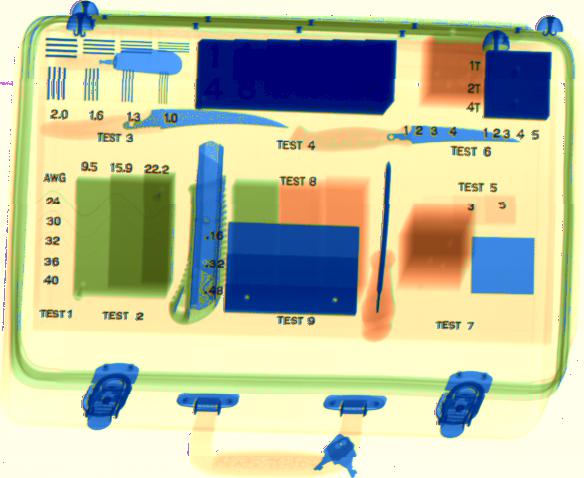 1T
2T
4T
2.0 1.6 1.3 1.0
TEST 3
TEST 4
1 2 3 4
1 2 3 4 5
TEST 6
AWG
9.5 15.9 22.2
TEST 8
TEST 5
24
30
32
36
40
3 5
.16
.32
.48
TEST 1
TEST 2
TEST 9
TEST 7